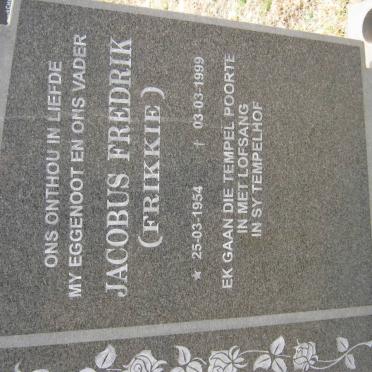 ONS ONTHOU IN LIEFDE
MY EGGENOOT EN ONS VADER
JACOBUS FREDRIK
(FRIKKIE)
★ 25-03-1954 † 03-03-1999
EK GAAN DIE TEMPEL POORTE
IN MET LOFSANG
IN SY TEMPELHOF